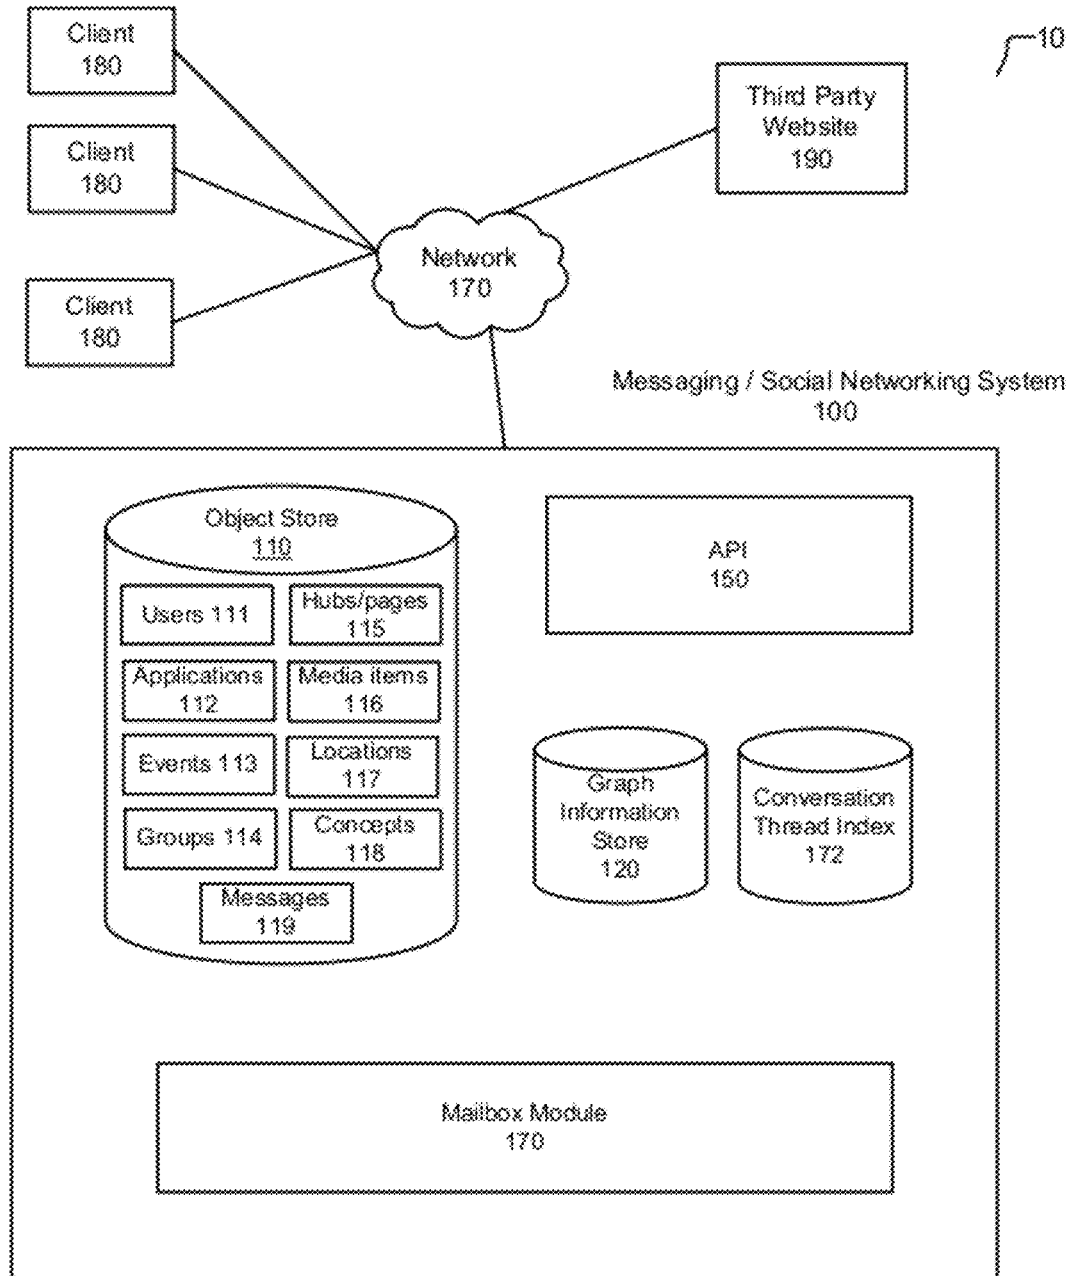 Client
180
10
Third Party
Website
190
Client
180
Network
170
Client
180
Messaging / Social Networking System
100
Object Store
110
API
150
Users 111
Hubs/pages
115
Applications
112
Media items
116
Events 113
Locations
117
Groups 114
Concepts
118
Messages
119
Graph
Information
Store
120
Conversation
Thread Index
172
Mailbox Module
170